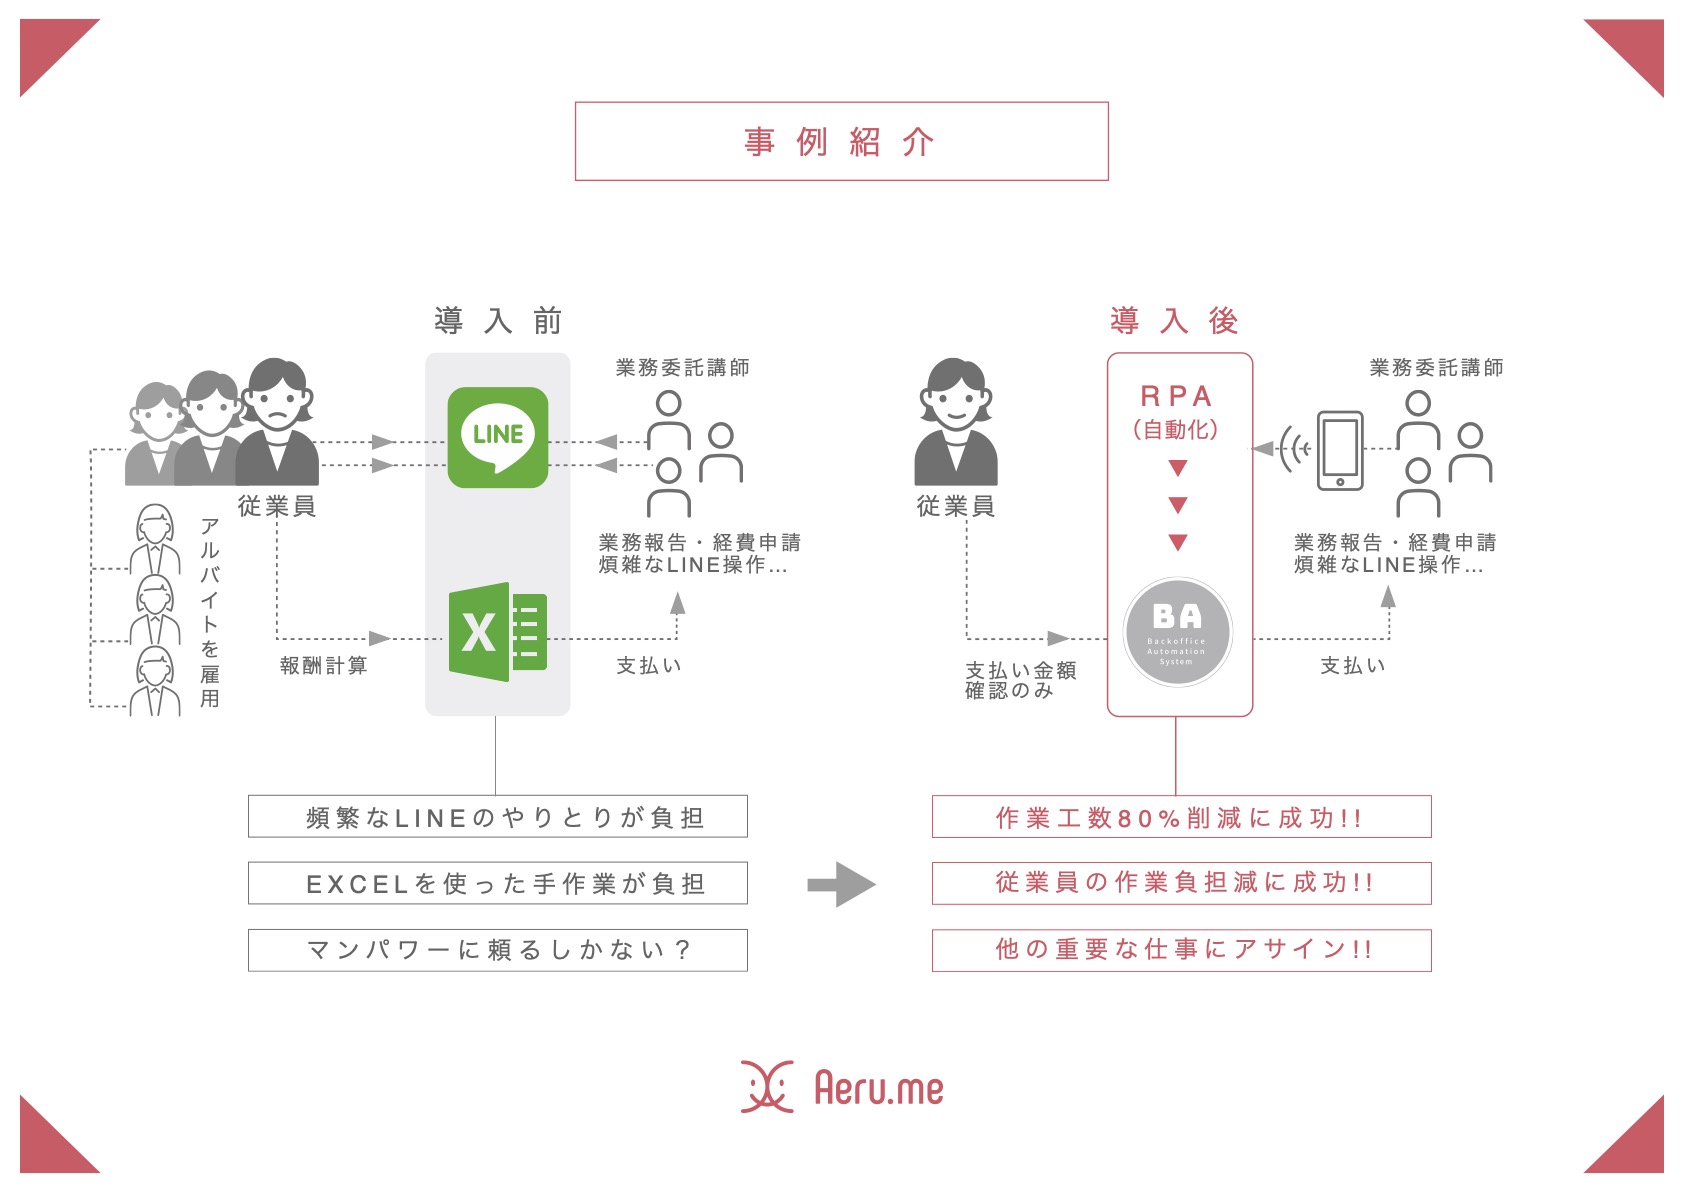 事例紹介
導入前
業務委託講師
LINE
従業員
アルバイトを雇用
業務報告・経費申請
煩雑なLINE操作...
X
報酬計算
支払い
頻繁なLINEのやりとりが負担
EXCELを使った手作業が負担
マンパワーに頼るしかない？
導入後
業務委託講師
RPA
（自動化）
従業員
業務報告・経費申請
煩雑なLINE操作...
BA
Backoffice
Automation
System
支払い金額
確認のみ
支払い
作業工数80%削減に成功!!
従業員の作業負担減に成功!!
他の重要な仕事にアサイン!!
Aeru.me